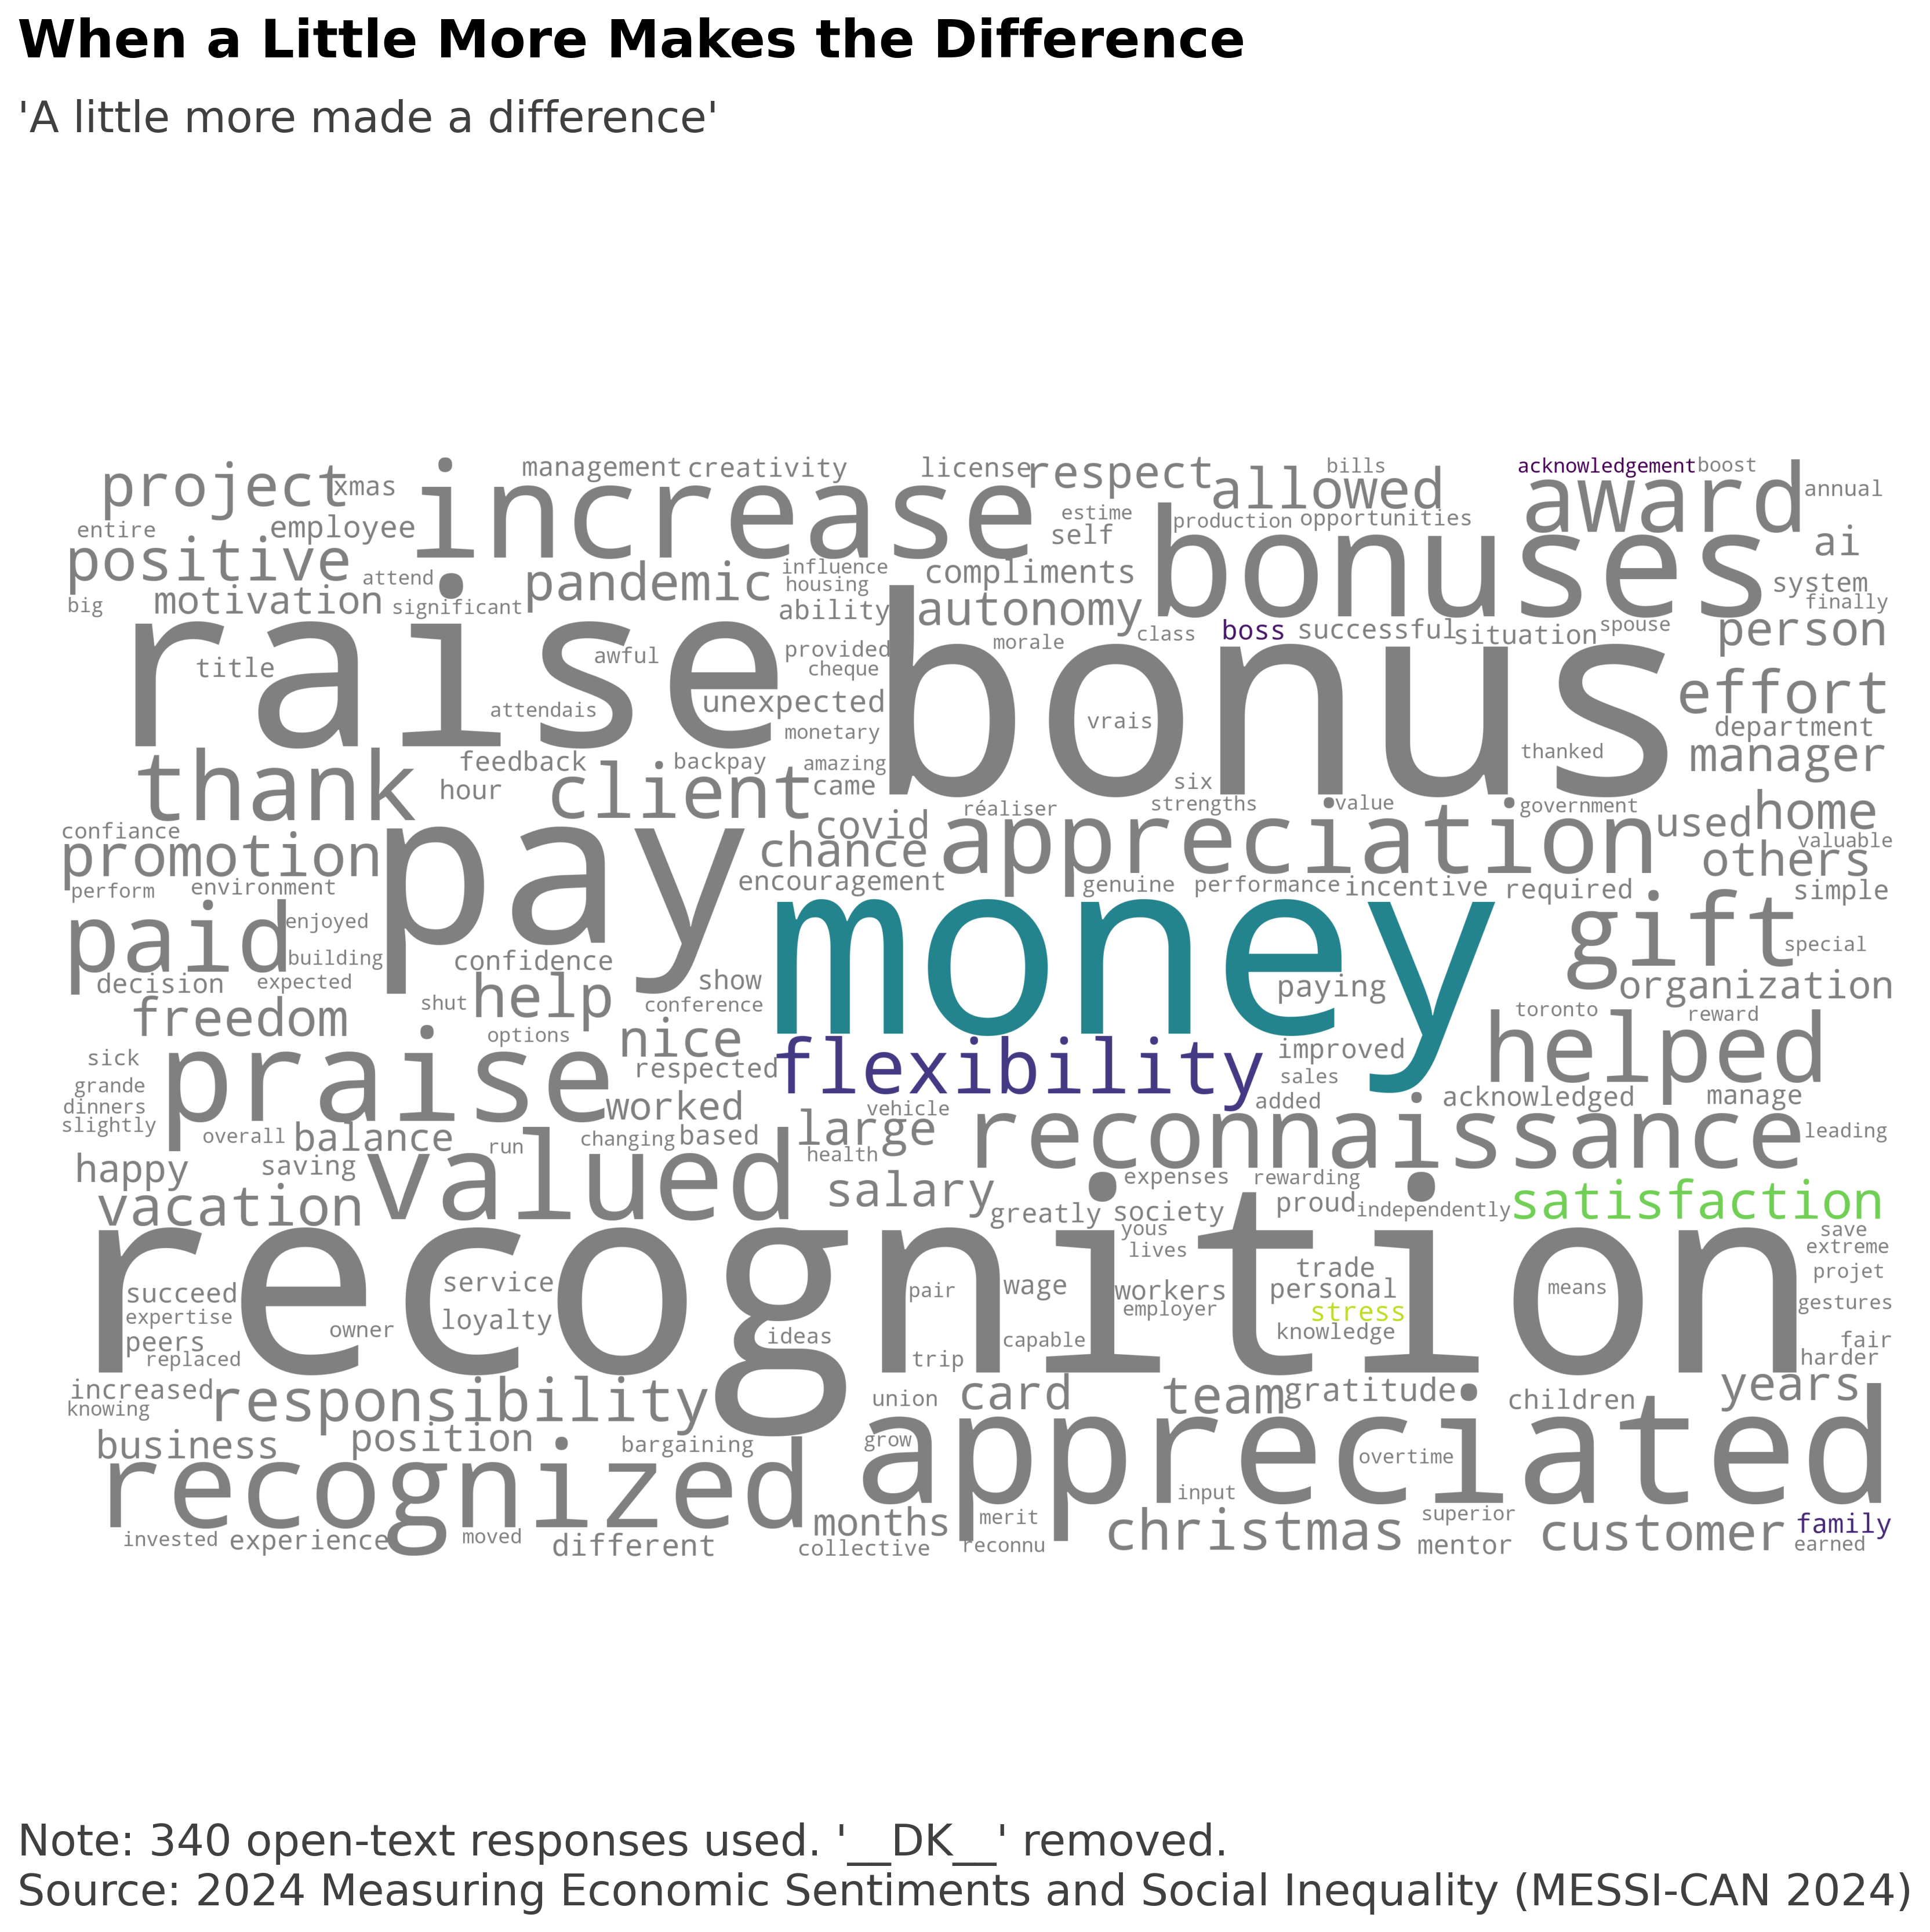 When a Little More Makes the Difference
'A little more made a difference'
management creativity license respect bills acknowledgement boost
project xmas increase allowed award annual
entire employee estime production opportunities
self bonuses ai
positive attend pandemic influence compliments
housing system
big motivation significant ability autonomy finally
raise boss successful situation spouse person
title awful provided morale class
cheque bonus effort
attendais unexpected vrais department
monetary thanked manager
thank feedback backpay amazing
hour client came six
réaliser strengths value government home
confiance covid appreciation used valuable
promotion pay chance others
perform environment encouragement genuine performance incentive required simple
paid enjoyed money gift special
building confidence
decision expected show paying organization
freedom shut help conference toronto reward
options nice flexibility improved helped
sick praise respected sales
grande
dinners worked vehicle added acknowledged manage
slightly overall balance run changing based large reconnaissance leading
happy saving valued health expenses rewarding
vacation salary greatly society proud independently satisfaction
recognition yous save
lives extreme
succeed service pair wage workers trade personal means projet
expertise loyalty employer stress gestures
peers owner ideas capable knowledge fair
replaced trip harder
increased responsibility union card team gratitude children years
knowing
business position bargaining grow appreciated overtime
recognized input
invested experience moved different months merit christmas superior customer family
collective reconnu mentor earned
Note: 340 open-text responses used. '__DK__' removed.
Source: 2024 Measuring Economic Sentiments and Social Inequality (MESSI-CAN 2024)